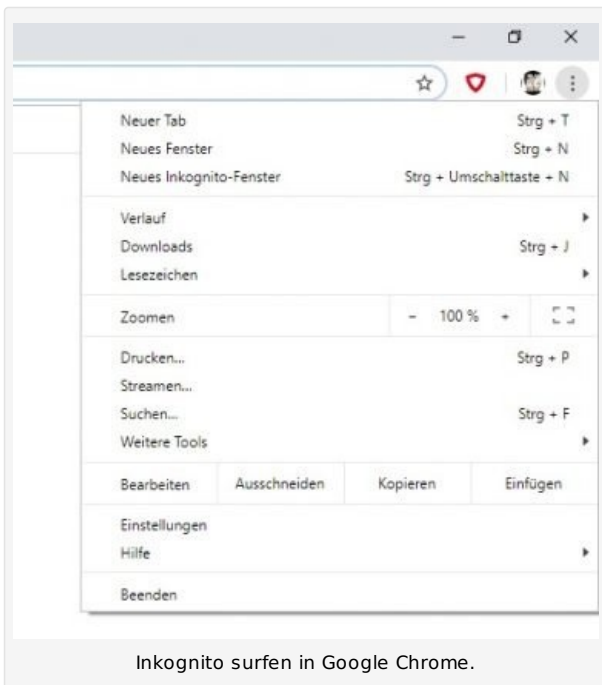 Neuer Tab Strg + T
Neues Fenster Strg + N
Neues Inkognito-Fenster Strg + Umschalttaste + N
Verlauf
Downloads Strg + J
Lesezeichen
Zoomen - 100 % +
Drucken... Strg + P
Streamen...
Suchen... Strg + F
Weitere Tools
Bearbeiten Ausschneiden Kopieren Einfügen
Einstellungen
Hilfe
Beenden
Inkognito surfen in Google Chrome.